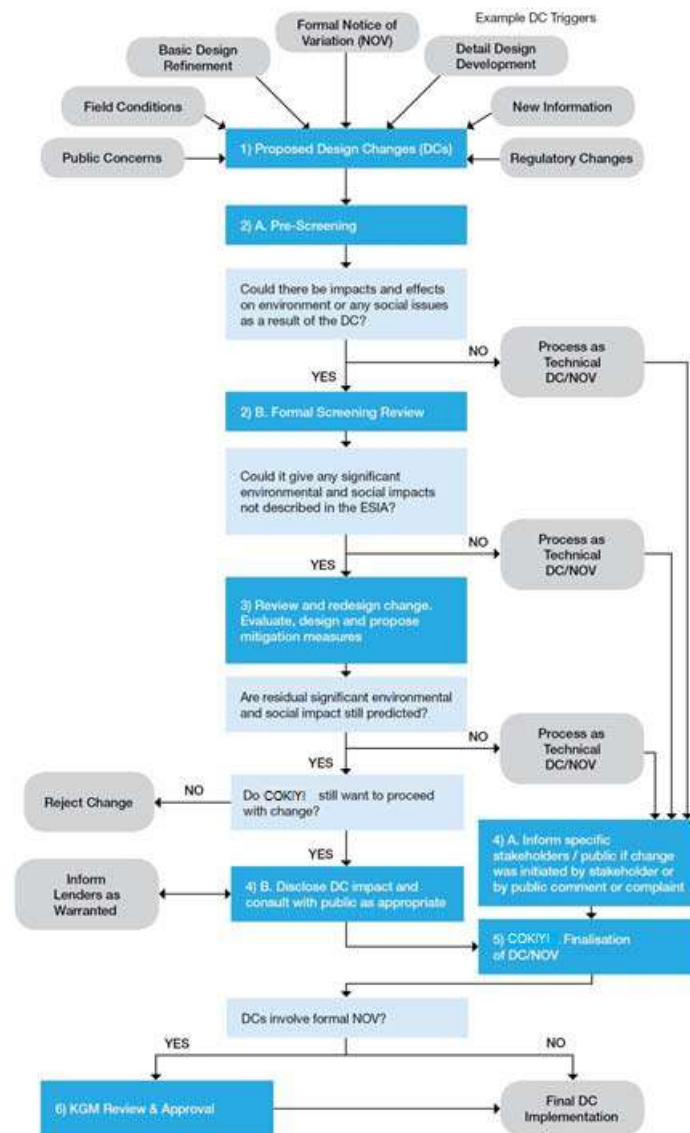 Example DC Triggers
Formal Notice of
Variation (NOV)
Basic Design
Refinement
Detail Design
Development
Field Conditions
New Information
Public Concerns
1) Proposed Design Changes (DCs)
Regulatory Changes
2) A. Pre-Screening
Could there be impacts and effects
on environment or any social issues
as a result of the DC?
NO
Process as
Technical
DC/NOV
YES
2) B. Formal Screening Review
Could it give any significant
environmental and social impacts
not described in the ESIA?
NO
Process as
Technical
DC/NOV
YES
3) Review and redesign change.
Evaluate, design and propose
mitigation measures
Are residual significant environmental
and social impact still predicted?
NO
Process as
Technical
DC/NOV
YES
Do COKIYI still want to proceed
with change?
NO
Reject Change
YES
4) A. Inform specific
stakeholders / public if change
was initiated by stakeholder or
by public comment or complaint
Inform
Lenders as
Warranted
4) B. Disclose DC impact and
consult with public as appropriate
5) COKIYI. Finalisation
of DC/NOV
DCs involve formal NOV?
YES
NO
6) KGM Review & Approval
Final DC
Implementation